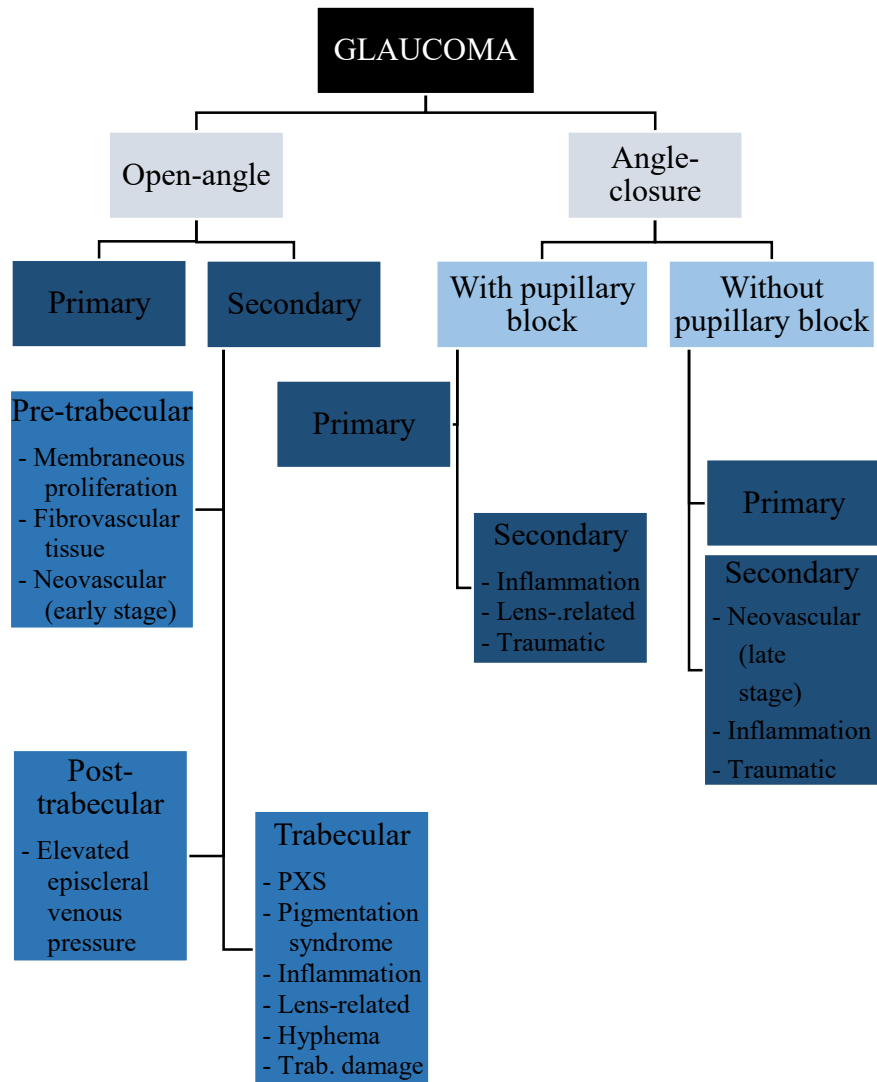 GLAUCOMA
Open-angle
Angle-
closure
Primary
Secondary
With pupillary
block
Without
pupillary block
Pre-trabecular
- Membraneous
proliferation
- Fibrovascular
tissue
- Neovascular
(early stage)
Primary
Secondary
- Inflammation
- Lens-.related
- Traumatic
Primary
Secondary
- Neovascular
(late
stage)
- Inflammation
- Traumatic
Post-
trabecular
- Elevated
episcleral
venous
pressure
Trabecular
- PXS
- Pigmentation
syndrome
- Inflammation
- Lens-related
- Hyphema
- Trab. damage